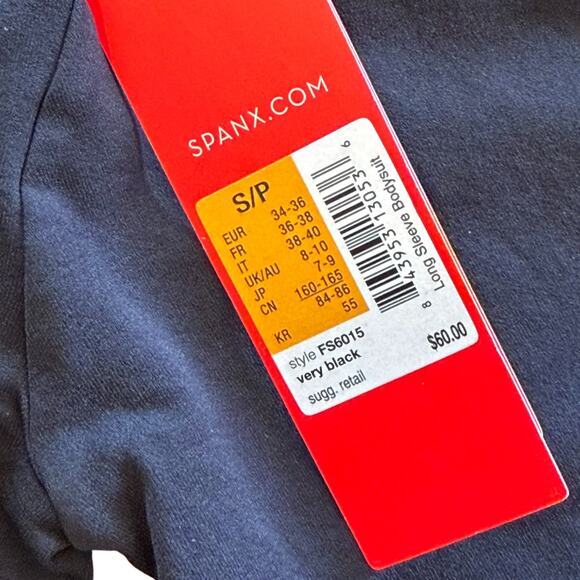 SPANX.COM
S/P
EUR 34-36
FR 36-38
IT 38-40
UK/AU 8-10
JP 7-9
CN 160-165
84-86
KR 55
style FS6015
very black
sugg. retail
$60.00
8 43953 13053 6
Long Sleeve Bodysuit